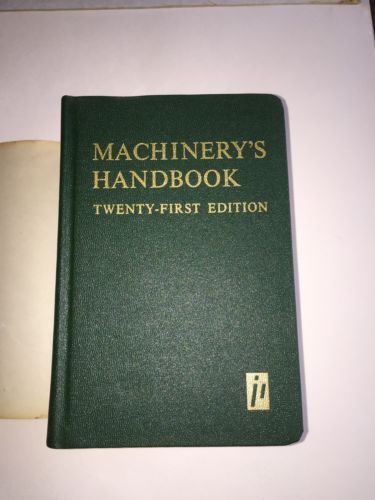 MACHINERY'S
HANDBOOK
TWENTY-FIRST EDITION